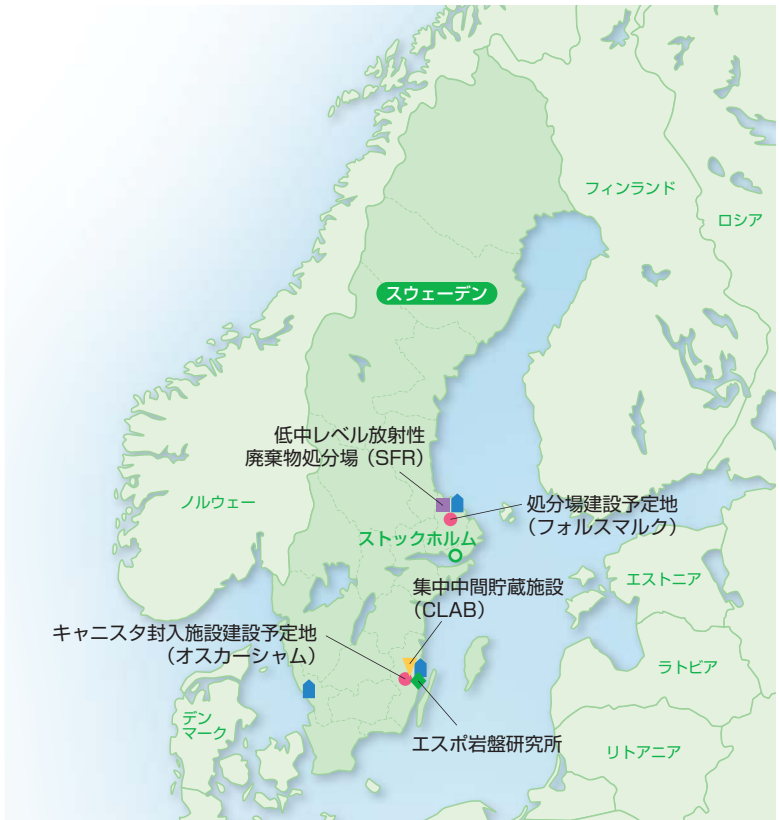 フィンランド
ロシア
スウェーデン
低中レベル放射性
廃棄物処分場（SFR）
ノルウェー
処分場建設予定地
（フォルスマルク）
ストックホルム
エストニア
集中中間貯蔵施設
（CLAB）
キャニスタ封入施設建設予定地
（オスカーシャム）
ラトビア
デン
マーク
エスポ岩盤研究所
リトアニア